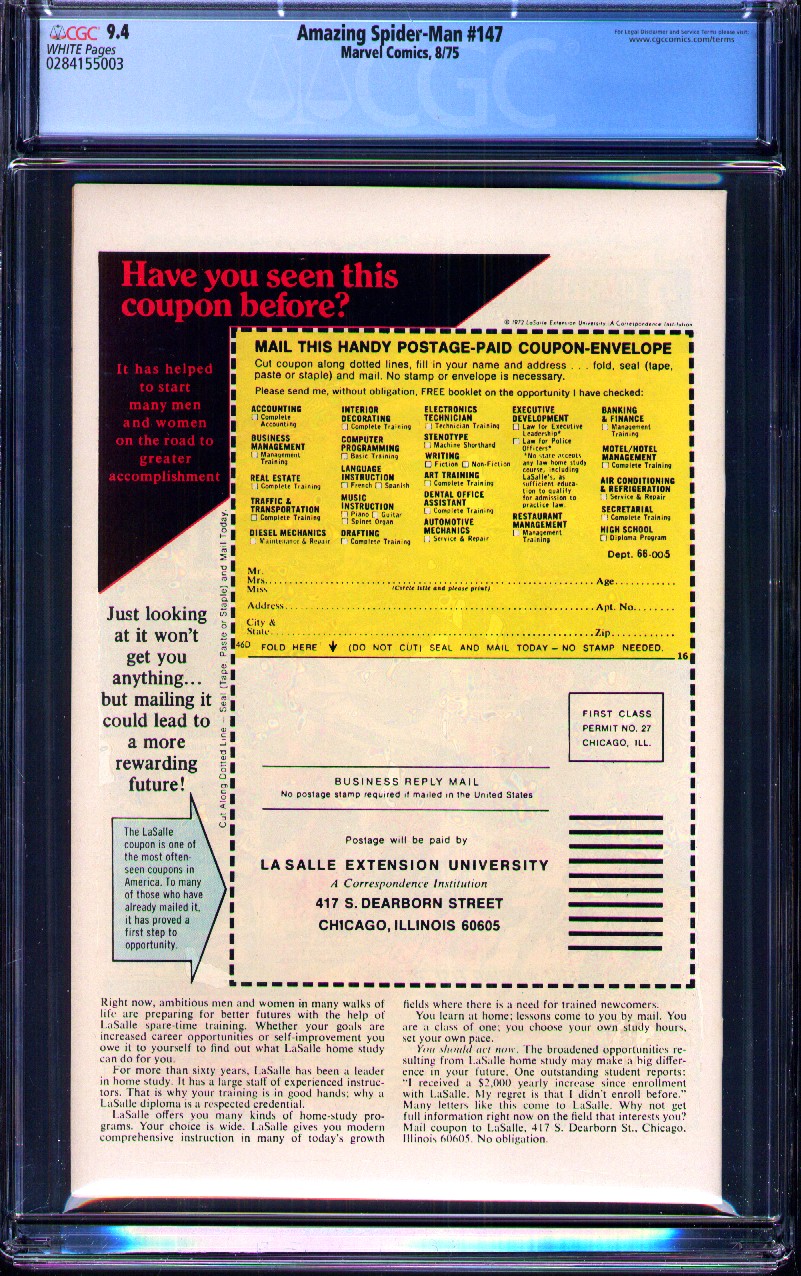 CGC 9.4
WHITE Pages
0284155003
Amazing Spider-Man #147
Marvel Comics, 8/75
For Legal Disclaimer and Service Terms please visit:
www.cgccomics.com/terms
CGC
Have you seen this
coupon before?
© 1972 LaSalle Extension University · A Correspondence Institution
It has helped
to start
many men
and women
on the road to
greater
accomplishment
Just looking
at it won't
get you
anything...
but mailing it
could lead to
a more
rewarding
future!
The LaSalle
coupon is one of
the most often-
seen coupons in
America. To many
of those who have
already mailed it,
it has proved a
first step to
opportunity.
Cut Along Dotted Line – Seal (Tape, Paste or Staple) and Mail Today.
MAIL THIS HANDY POSTAGE-PAID COUPON-ENVELOPE
Cut coupon along dotted lines, fill in your name and address . . . fold, seal (tape,
paste or staple) and mail. No stamp or envelope is necessary.
Please send me, without obligation, FREE booklet on the opportunity I have checked:
ACCOUNTING
☐ Complete
Accounting
BUSINESS
MANAGEMENT
☐ Management
Training
REAL ESTATE
☐ Complete Training
TRAFFIC &
TRANSPORTATION
☐ Complete Training
DIESEL MECHANICS
☐ Maintenance & Repair
INTERIOR
DECORATING
☐ Complete Training
COMPUTER
PROGRAMMING
☐ Basic Training
LANGUAGE
INSTRUCTION
☐ French ☐ Spanish
MUSIC
INSTRUCTION
☐ Piano ☐ Guitar
☐ Spinet Organ
DRAFTING
☐ Complete Training
ELECTRONICS
TECHNICIAN
☐ Technician Training
STENOTYPE
☐ Machine Shorthand
WRITING
☐ Fiction ☐ Non-Fiction
ART TRAINING
☐ Complete Training
DENTAL OFFICE
ASSISTANT
☐ Complete Training
AUTOMOTIVE
MECHANICS
☐ Service & Repair
EXECUTIVE
DEVELOPMENT
☐ Law for Executive
Leadership*
☐ Law for Police
Officers*
*No state accepts
any law home study
course, including
LaSalle's, as
sufficient educa-
tion to qualify
for admission to
practice law.
RESTAURANT
MANAGEMENT
☐ Management
Training
BANKING
& FINANCE
☐ Management
Training
MOTEL/HOTEL
MANAGEMENT
☐ Complete Training
AIR CONDITIONING
& REFRIGERATION
☐ Service & Repair
SECRETARIAL
☐ Complete Training
HIGH SCHOOL
☐ Diploma Program
Dept. 66-005
Mr.
Mrs. Age
Miss (Circle title and please print)
Address Apt. No.
City &
State Zip
46D FOLD HERE ↓ (DO NOT CUT) SEAL AND MAIL TODAY – NO STAMP NEEDED.
16
FIRST CLASS
PERMIT NO. 27
CHICAGO, ILL.
BUSINESS REPLY MAIL
No postage stamp required if mailed in the United States
Postage will be paid by
LA SALLE EXTENSION UNIVERSITY
A Correspondence Institution
417 S. DEARBORN STREET
CHICAGO, ILLINOIS 60605
Right now, ambitious men and women in many walks of
life are preparing for better futures with the help of
LaSalle spare-time training. Whether your goals are
increased career opportunities or self-improvement you
owe it to yourself to find out what LaSalle home study
can do for you.
For more than sixty years, LaSalle has been a leader
in home study. It has a large staff of experienced instruc-
tors. That is why your training is in good hands; why a
LaSalle diploma is a respected credential.
LaSalle offers you many kinds of home-study pro-
grams. Your choice is wide. LaSalle gives you modern
comprehensive instruction in many of today's growth
fields where there is a need for trained newcomers.
You learn at home; lessons come to you by mail. You
are a class of one; you choose your own study hours,
set your own pace.
You should act now. The broadened opportunities re-
sulting from LaSalle home study may make a big differ-
ence in your future. One outstanding student reports:
"I received a $2,000 yearly increase since enrollment
with LaSalle. My regret is that I didn't enroll before."
Many letters like this come to LaSalle. Why not get
full information right now on the field that interests you?
Mail coupon to LaSalle, 417 S. Dearborn St., Chicago,
Illinois 60605. No obligation.